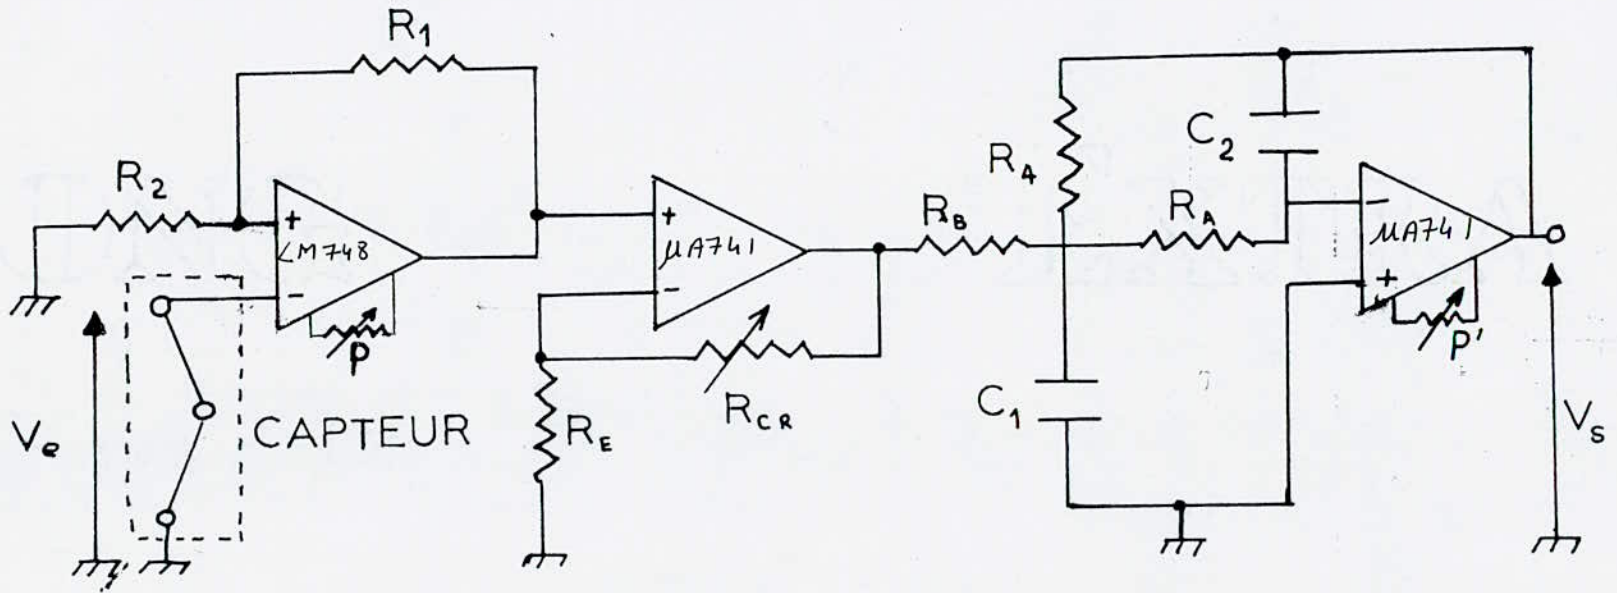 R1
R2
+
LM748
-
P
Ve
CAPTEUR
+
μA741
-
RE
RCR
RB
R4
RA
C2
C1
-
μA741
+
P'
Vs